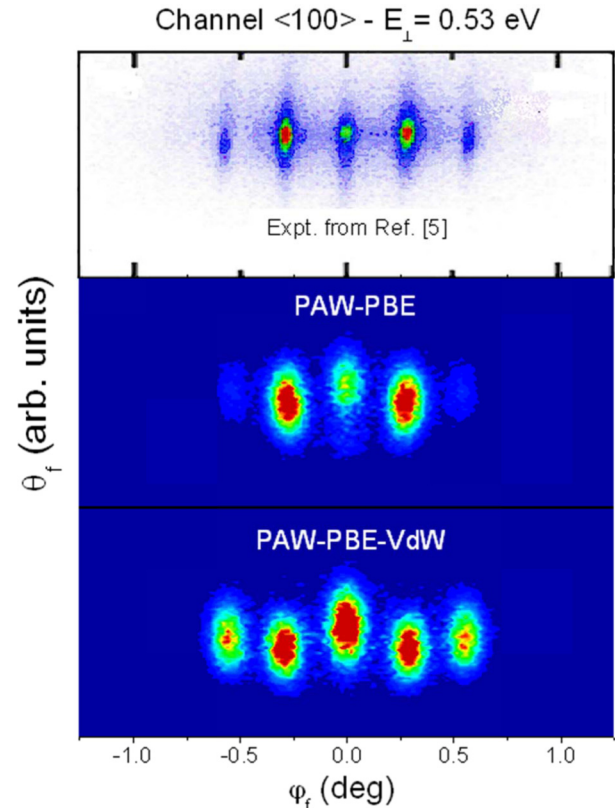 Channel <100> - E⊥= 0.53 eV
Expt. from Ref. [5]
PAW-PBE
θf (arb. units)
PAW-PBE-VdW
-1.0 -0.5 0.0 0.5 1.0
φf (deg)